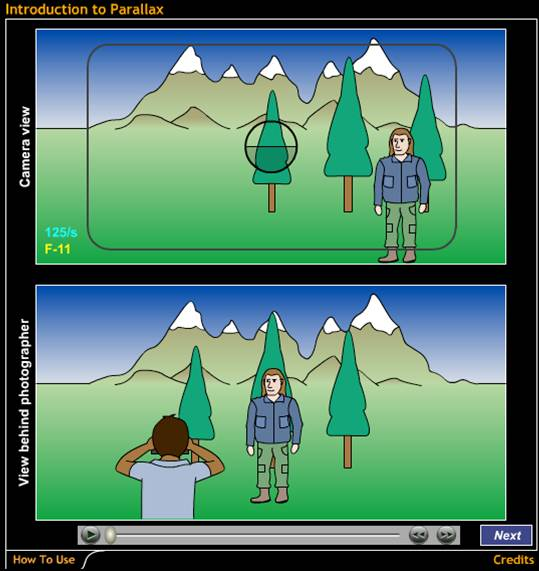 Introduction to Parallax
Camera view
125/s
F-11
View behind photographer
Next
How To Use
Credits